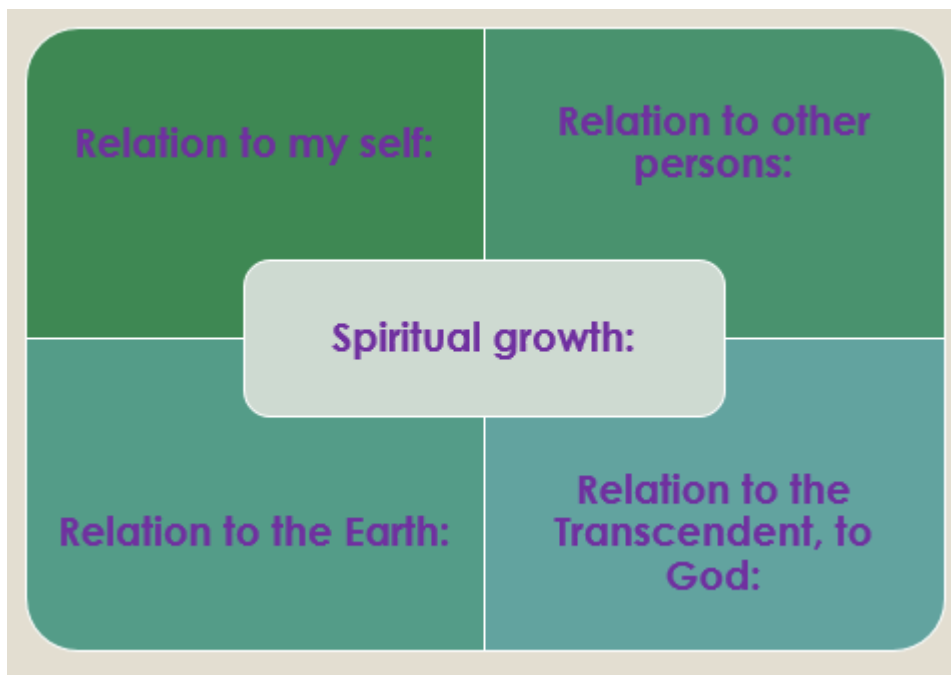 Relation to my self:
Relation to other
persons:
Spiritual growth:
Relation to the Earth:
Relation to the
Transcendent, to
God: